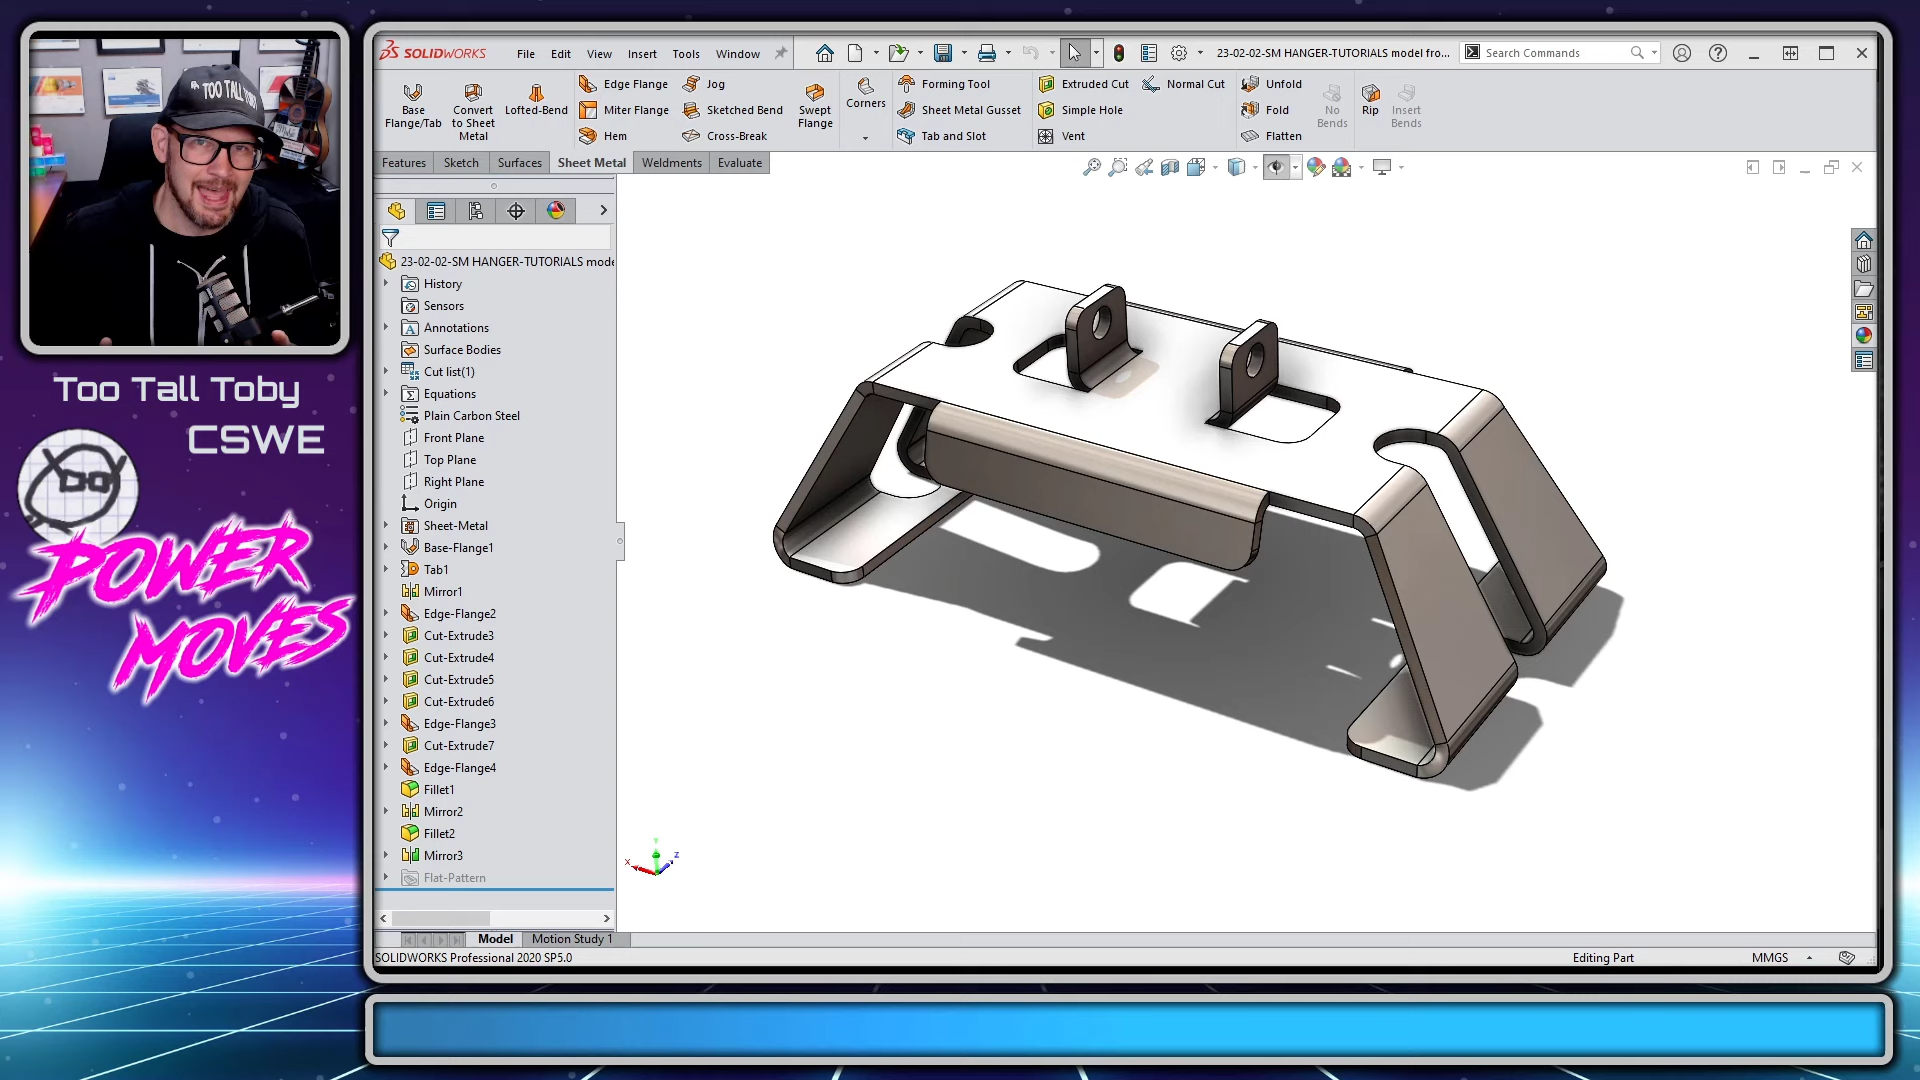 TOO TALL TOBY
Too Tall Toby
CSWE
POWER
MOVES
SOLIDWORKS File Edit View Insert Tools Window
23-02-02-SM HANGER-TUTORIALS model fro...
Search Commands
Base Flange/Tab
Convert to Sheet Metal
Lofted-Bend
Edge Flange
Miter Flange
Hem
Jog
Sketched Bend
Cross-Break
Swept Flange
Corners
Forming Tool
Sheet Metal Gusset
Tab and Slot
Extruded Cut
Simple Hole
Vent
Normal Cut
Unfold
Fold
Flatten
No Bends
Rip
Insert Bends
Features Sketch Surfaces Sheet Metal Weldments Evaluate
23-02-02-SM HANGER-TUTORIALS mode
History
Sensors
Annotations
Surface Bodies
Cut list(1)
Equations
Plain Carbon Steel
Front Plane
Top Plane
Right Plane
Origin
Sheet-Metal
Base-Flange1
Tab1
Mirror1
Edge-Flange2
Cut-Extrude3
Cut-Extrude4
Cut-Extrude5
Cut-Extrude6
Edge-Flange3
Cut-Extrude7
Edge-Flange4
Fillet1
Mirror2
Fillet2
Mirror3
Flat-Pattern
Y
X
Z
Model Motion Study 1
SOLIDWORKS Professional 2020 SP5.0
Editing Part
MMGS